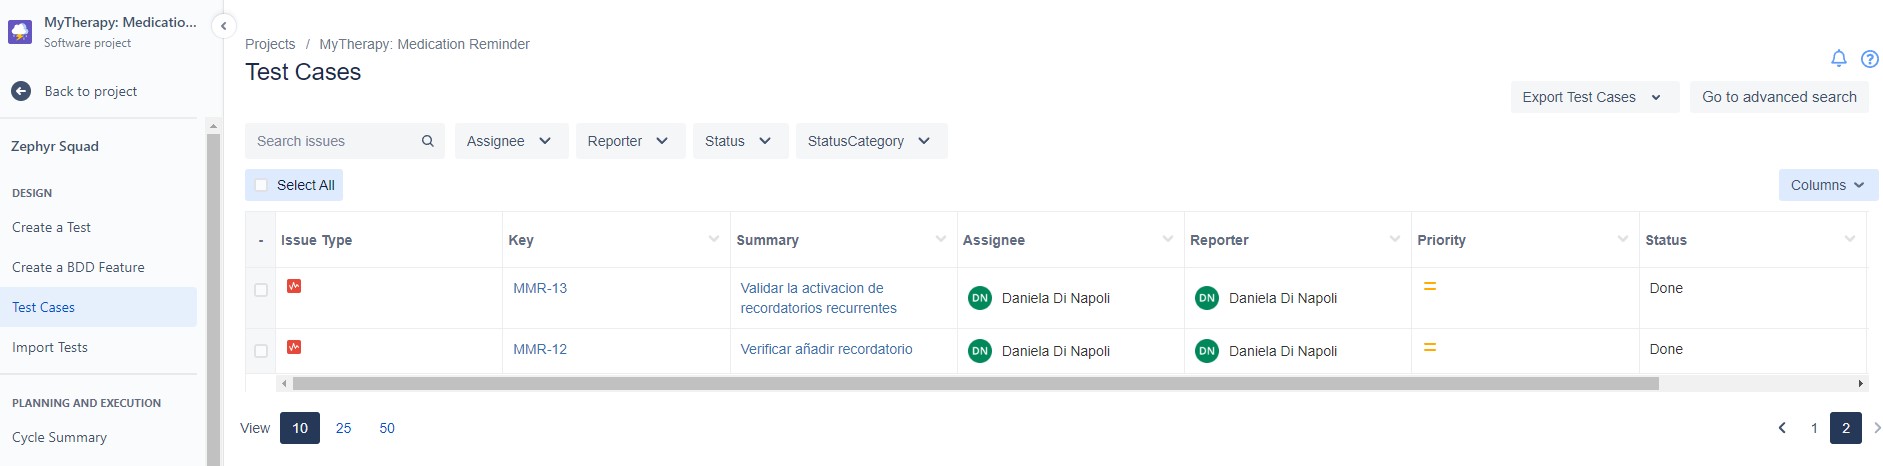 MyTherapy: Medicatio...
Software project
Back to project
Zephyr Squad
DESIGN
Create a Test
Create a BDD Feature
Test Cases
Import Tests
PLANNING AND EXECUTION
Cycle Summary
Projects / MyTherapy: Medication Reminder
Test Cases
Export Test Cases
Go to advanced search
Search issues
Assignee
Reporter
Status
StatusCategory
Select All
Columns
- Issue Type Key Summary Assignee Reporter Priority Status
MMR-13 Validar la activacion de recordatorios recurrentes DN Daniela Di Napoli DN Daniela Di Napoli Done
MMR-12 Verificar añadir recordatorio DN Daniela Di Napoli DN Daniela Di Napoli Done
View 10 25 50
1 2